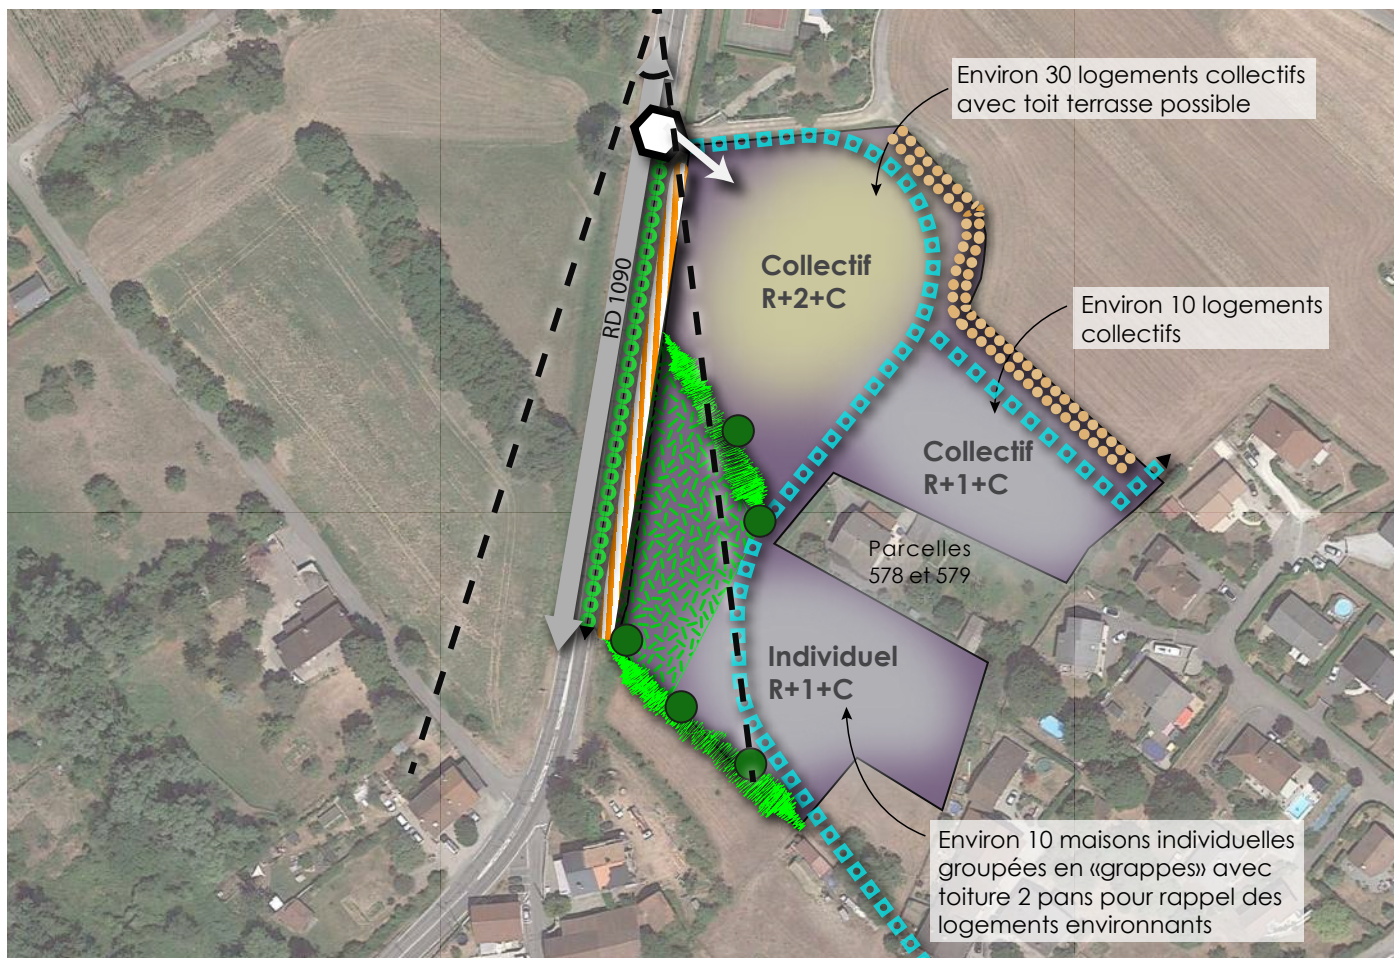 Environ 30 logements collectifs
avec toit terrasse possible
RD 1090
Collectif
R+2+C
Environ 10 logements
collectifs
Collectif
R+1+C
Parcelles
578 et 579
Individuel
R+1+C
Environ 10 maisons individuelles
groupées en «grappes» avec
toiture 2 pans pour rappel des
logements environnants